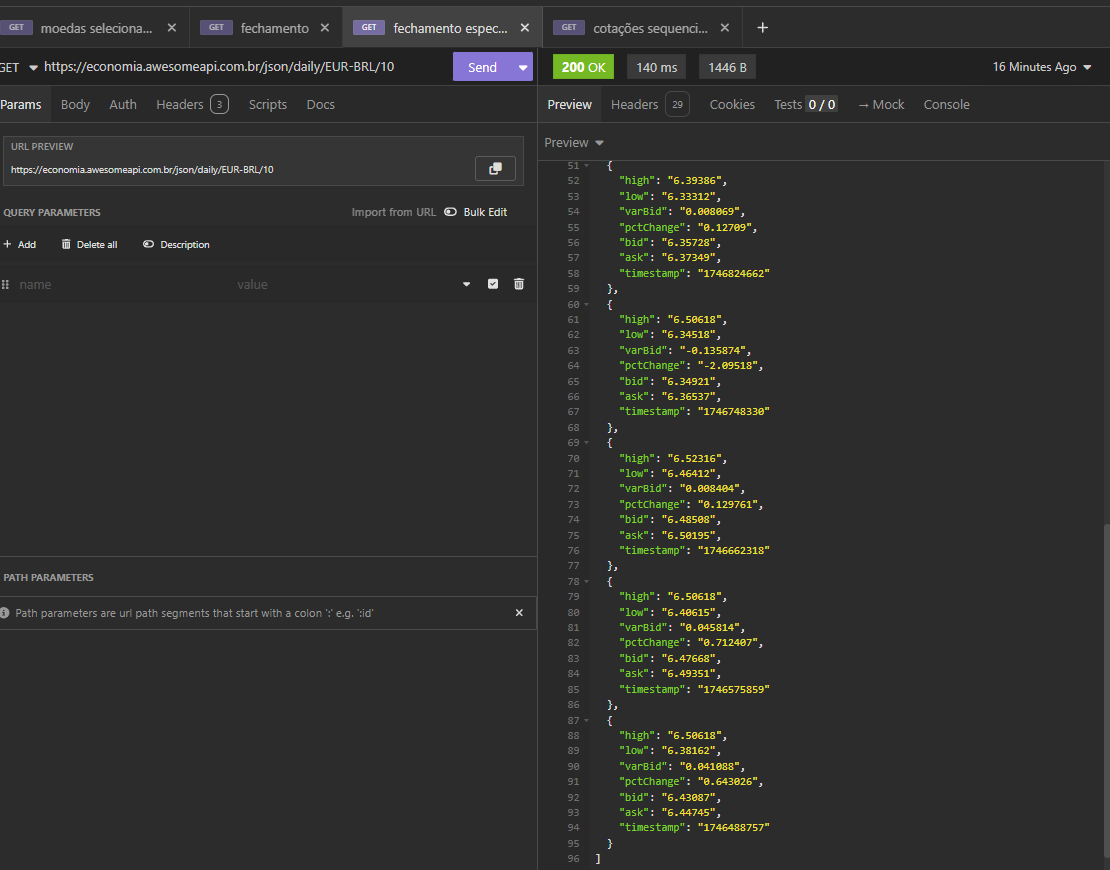 GET moedas seleciona... × GET fechamento × GET fechamento espec... × GET cotações sequenci... × +
GET https://economia.awesomeapi.com.br/json/daily/EUR-BRL/10 Send
200 OK 140 ms 1446 B 16 Minutes Ago
Params Body Auth Headers 3 Scripts Docs
Preview Headers 29 Cookies Tests 0 / 0 → Mock Console
URL PREVIEW
https://economia.awesomeapi.com.br/json/daily/EUR-BRL/10
QUERY PARAMETERS Import from URL Bulk Edit
+ Add Delete all Description
name value
PATH PARAMETERS
Path parameters are url path segments that start with a colon ':' e.g. ':id' ×
Preview
51 {
52 "high": "6.39386",
53 "low": "6.33312",
54 "varBid": "0.008069",
55 "pctChange": "0.12709",
56 "bid": "6.35728",
57 "ask": "6.37349",
58 "timestamp": "1746824662"
59 },
60 {
61 "high": "6.50618",
62 "low": "6.34518",
63 "varBid": "-0.135874",
64 "pctChange": "-2.09518",
65 "bid": "6.34921",
66 "ask": "6.36537",
67 "timestamp": "1746748330"
68 },
69 {
70 "high": "6.52316",
71 "low": "6.46412",
72 "varBid": "0.008404",
73 "pctChange": "0.129761",
74 "bid": "6.48508",
75 "ask": "6.50195",
76 "timestamp": "1746662318"
77 },
78 {
79 "high": "6.50618",
80 "low": "6.40615",
81 "varBid": "0.045814",
82 "pctChange": "0.712407",
83 "bid": "6.47668",
84 "ask": "6.49351",
85 "timestamp": "1746575859"
86 },
87 {
88 "high": "6.50618",
89 "low": "6.38162",
90 "varBid": "0.041088",
91 "pctChange": "0.643026",
92 "bid": "6.43087",
93 "ask": "6.44745",
94 "timestamp": "1746488757"
95 }
96 ]